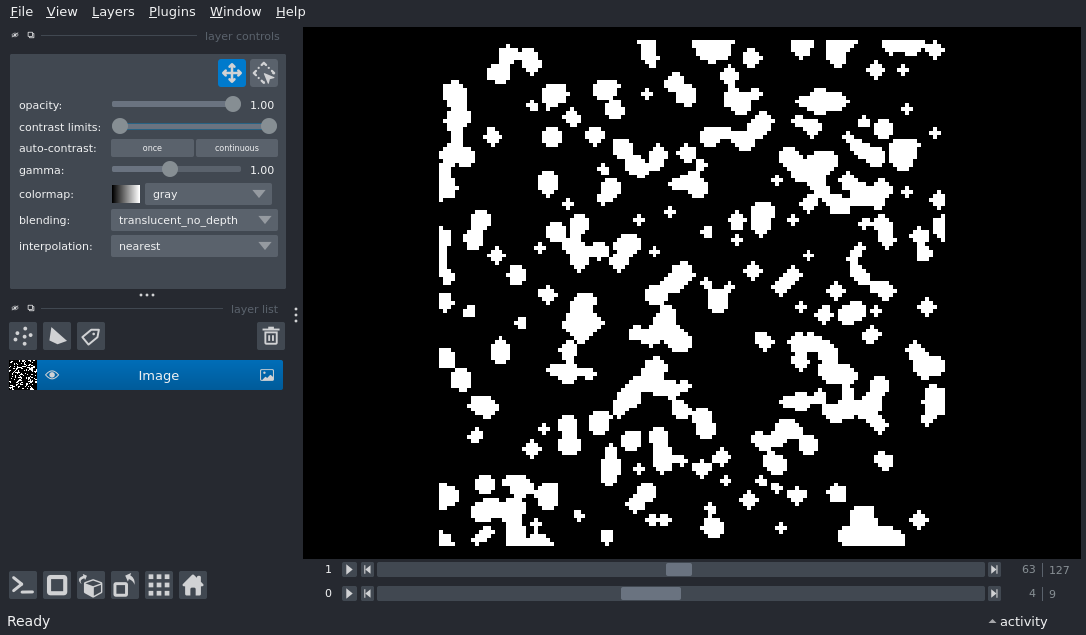 File View Layers Plugins Window Help
layer controls
opacity: 1.00
contrast limits:
auto-contrast: once continuous
gamma: 1.00
colormap: gray
blending: translucent_no_depth
interpolation: nearest
layer list
Image
1 63 127
0 4 9
Ready activity